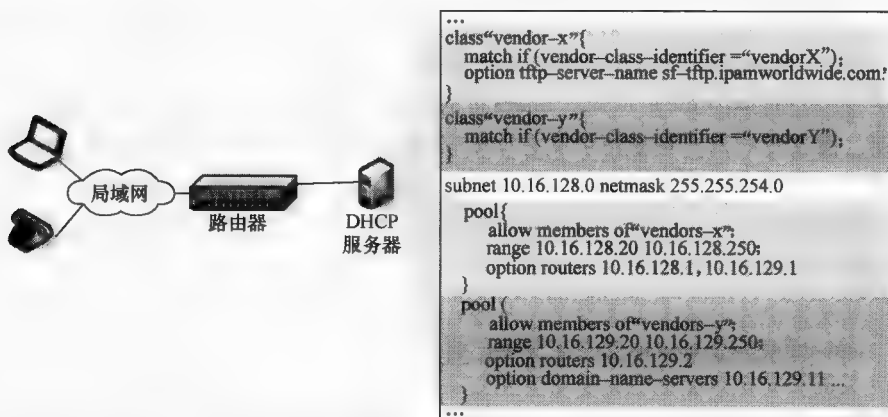 局域网
路由器
DHCP
服务器
...
class“vendor–x”{
match if (vendor–class–identifier =“vendorX”);
option tftp–server–name sf–tftp.ipamworldwide.com!
}
class“vendor–y”{
match if (vendor–class–identifier =“vendorY”);
}
subnet 10.16.128.0 netmask 255.255.254.0
pool{
allow members of“vendors–x”;
range 10.16.128.20 10.16.128.250;
option routers 10.16.128.1, 10.16.129.1
}
pool (
allow members of“vendors–y”;
range 10.16.129.20 10.16.129.250;
option routers 10.16.129.2
option domain–name–servers 10.16.129.11 ...
}
...